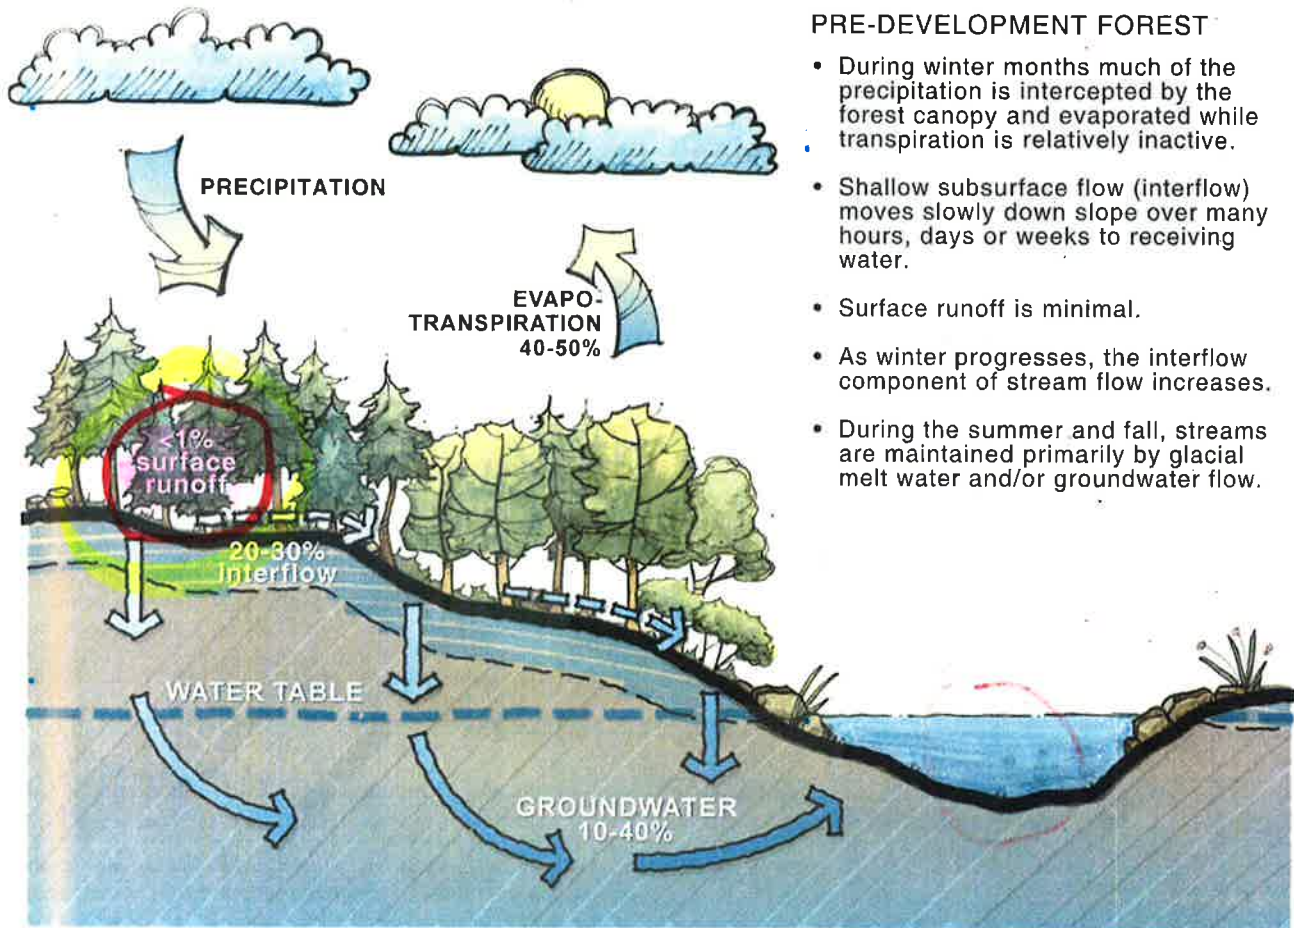 PRE-DEVELOPMENT FOREST
• During winter months much of the
precipitation is intercepted by the
forest canopy and evaporated while
transpiration is relatively inactive.
• Shallow subsurface flow (interflow)
moves slowly down slope over many
hours, days or weeks to receiving
water.
• Surface runoff is minimal.
• As winter progresses, the interflow
component of stream flow increases.
• During the summer and fall, streams
are maintained primarily by glacial
melt water and/or groundwater flow.
PRECIPITATION
EVAPO-
TRANSPIRATION
40-50%
<1%
surface
runoff
20-30%
interflow
WATER TABLE
GROUNDWATER
10-40%